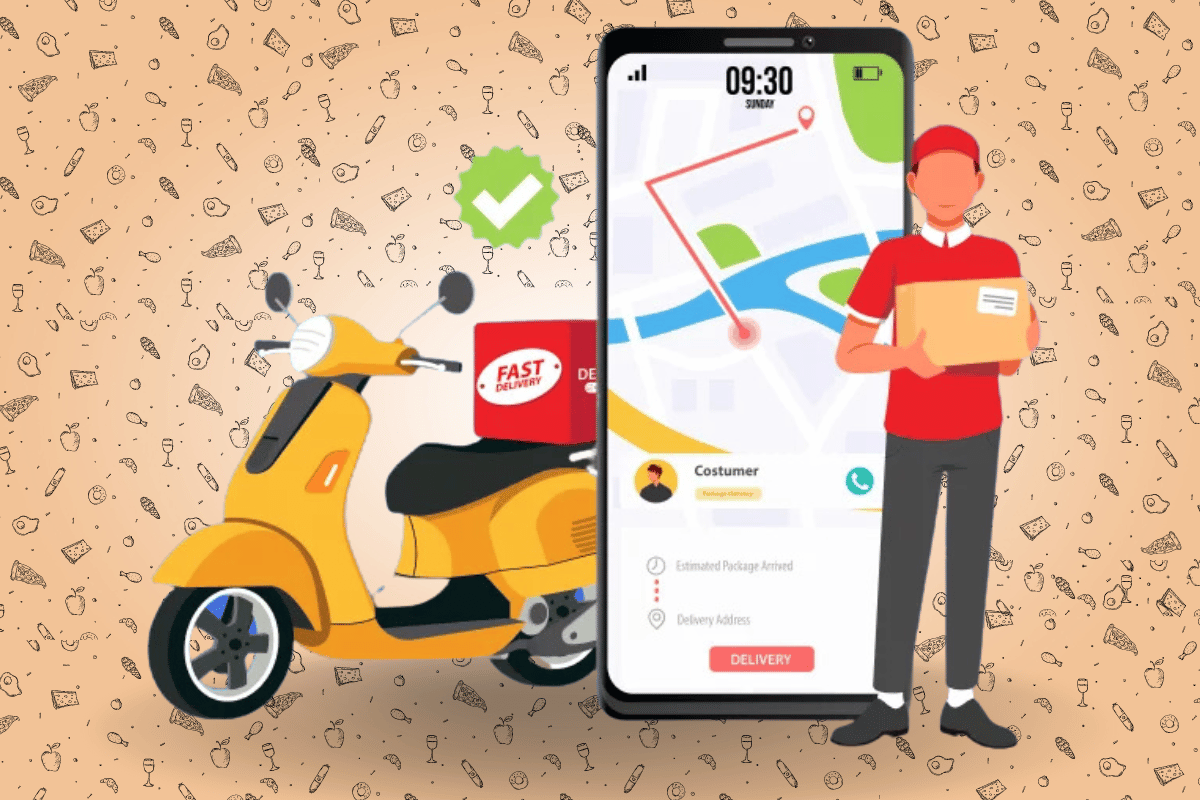 09:30
SUNDAY
FAST
DELIVERY
DE
Costumer
Package Delivery
Estimated Package Arrived
Delivery Address
DELIVERY